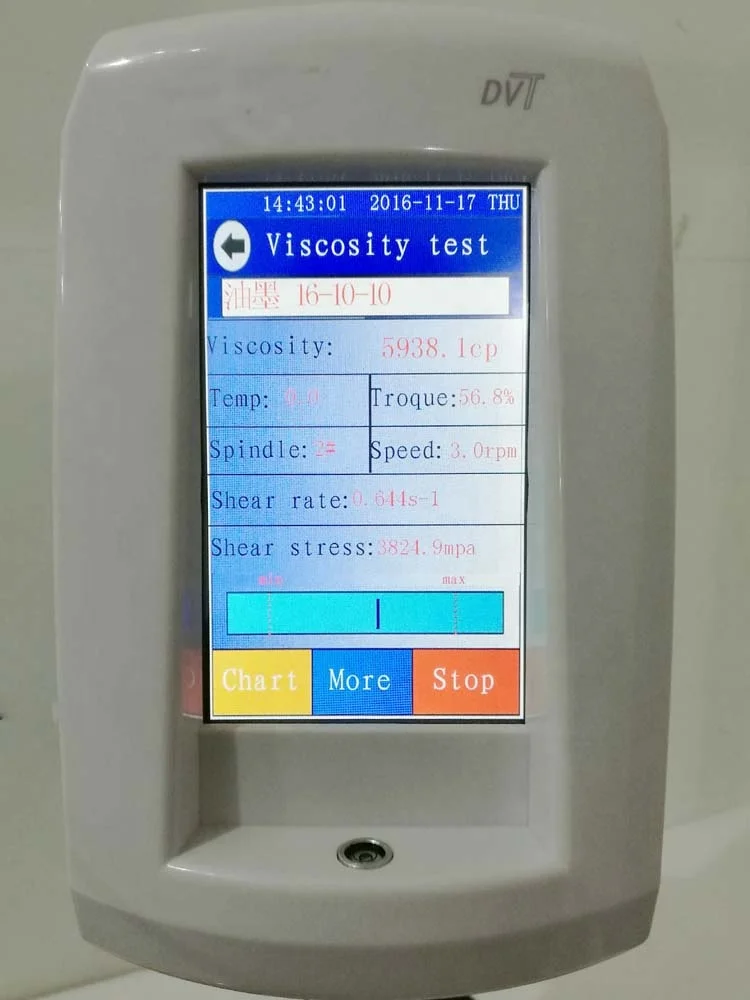 DVT
14:43:01 2016-11-17 THU
Viscosity test
油墨 16-10-10
Viscosity: 5938.1cp
Temp: 0.0 Troque:56.8%
Spindle: 2# Speed: 3.0rpm
Shear rate:0.644s-1
Shear stress:3824.9mpa
min max
Chart More Stop